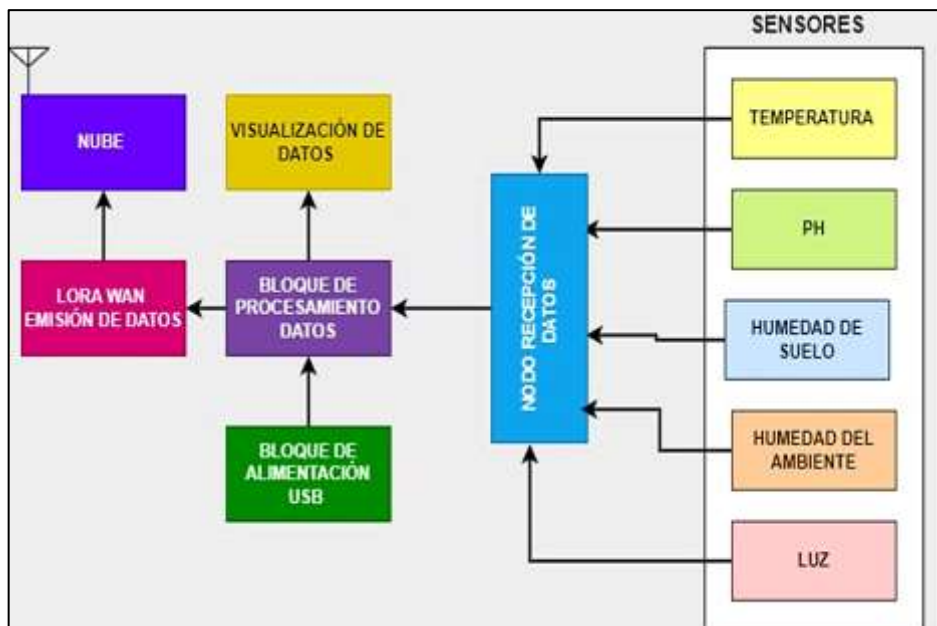 SENSORES
NUBE
VISUALIZACIÓN DE
DATOS
TEMPERATURA
PH
LORA WAN
EMISIÓN DE DATOS
BLOQUE DE
PROCESAMIENTO
DATOS
NODO RECEPCIÓN DE
DATOS
HUMEDAD DE
SUELO
BLOQUE DE
ALIMENTACIÓN
USB
HUMEDAD DEL
AMBIENTE
LUZ